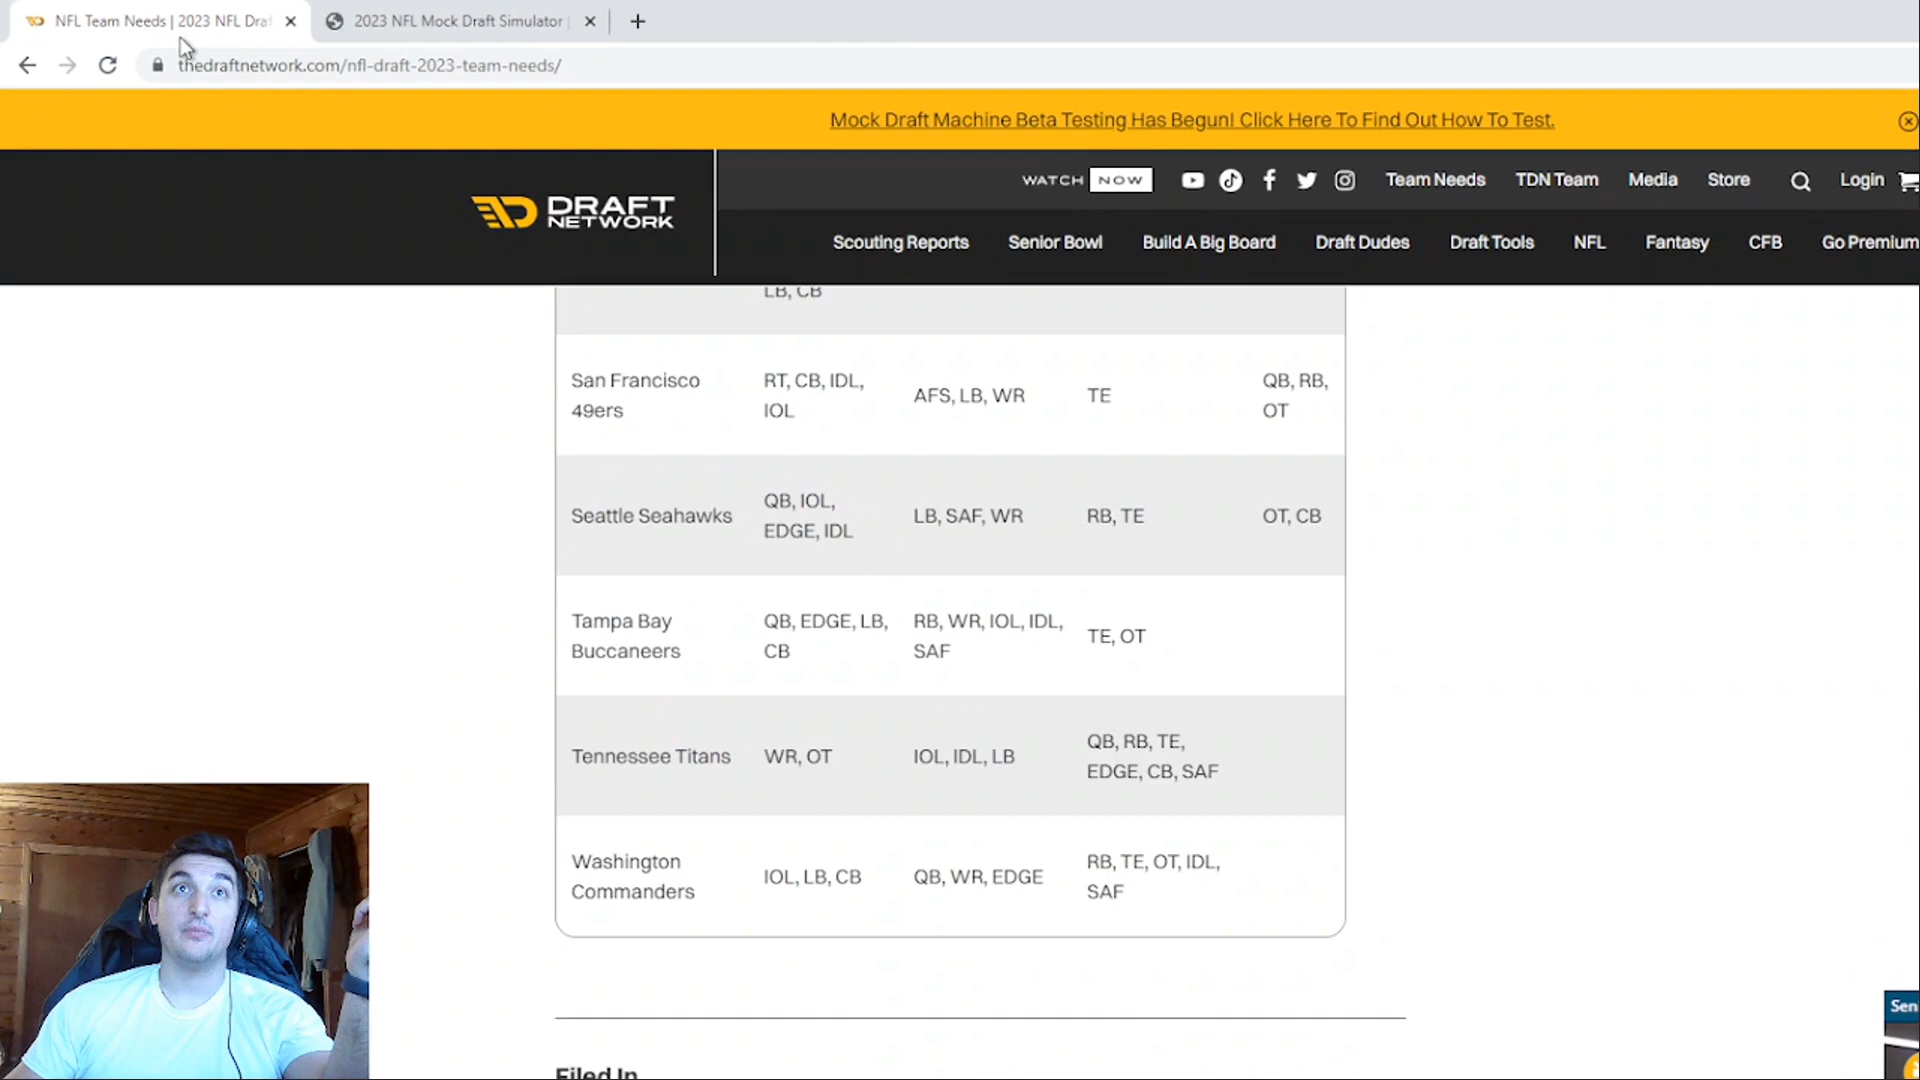 NFL Team Needs | 2023 NFL Draf
2023 NFL Mock Draft Simulator |
thedraftnetwork.com/nfl-draft-2023-team-needs/
Mock Draft Machine Beta Testing Has Begun! Click Here To Find Out How To Test.
WATCH NOW
Team Needs
TDN Team
Media
Store
Login
DRAFT
NETWORK
Scouting Reports
Senior Bowl
Build A Big Board
Draft Dudes
Draft Tools
NFL
Fantasy
CFB
Go Premium
LB, CB
San Francisco
49ers
RT, CB, IDL,
IOL
AFS, LB, WR
TE
QB, RB,
OT
Seattle Seahawks
QB, IOL,
EDGE, IDL
LB, SAF, WR
RB, TE
OT, CB
Tampa Bay
Buccaneers
QB, EDGE, LB,
CB
RB, WR, IOL, IDL,
SAF
TE, OT
Tennessee Titans
WR, OT
IOL, IDL, LB
QB, RB, TE,
EDGE, CB, SAF
Washington
Commanders
IOL, LB, CB
QB, WR, EDGE
RB, TE, OT, IDL,
SAF
Filed In
Sen